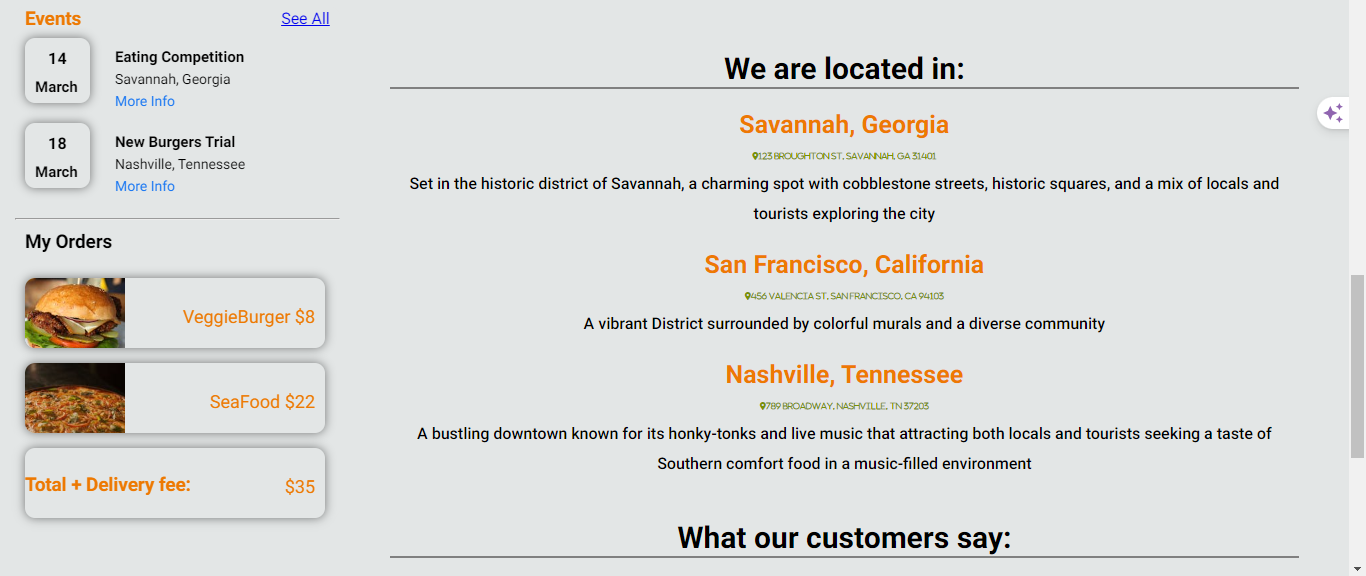 Events
See All
14
March
Eating Competition
Savannah, Georgia
More Info
18
March
New Burgers Trial
Nashville, Tennessee
More Info
My Orders
VeggieBurger $8
SeaFood $22
Total + Delivery fee:
$35
We are located in:
Savannah, Georgia
123 BROUGHTON ST, SAVANNAH, GA 31401
Set in the historic district of Savannah, a charming spot with cobblestone streets, historic squares, and a mix of locals and
tourists exploring the city
San Francisco, California
456 VALENCIA ST, SAN FRANCISCO, CA 94103
A vibrant District surrounded by colorful murals and a diverse community
Nashville, Tennessee
789 BROADWAY, NASHVILLE, TN 37203
A bustling downtown known for its honky-tonks and live music that attracting both locals and tourists seeking a taste of
Southern comfort food in a music-filled environment
What our customers say: